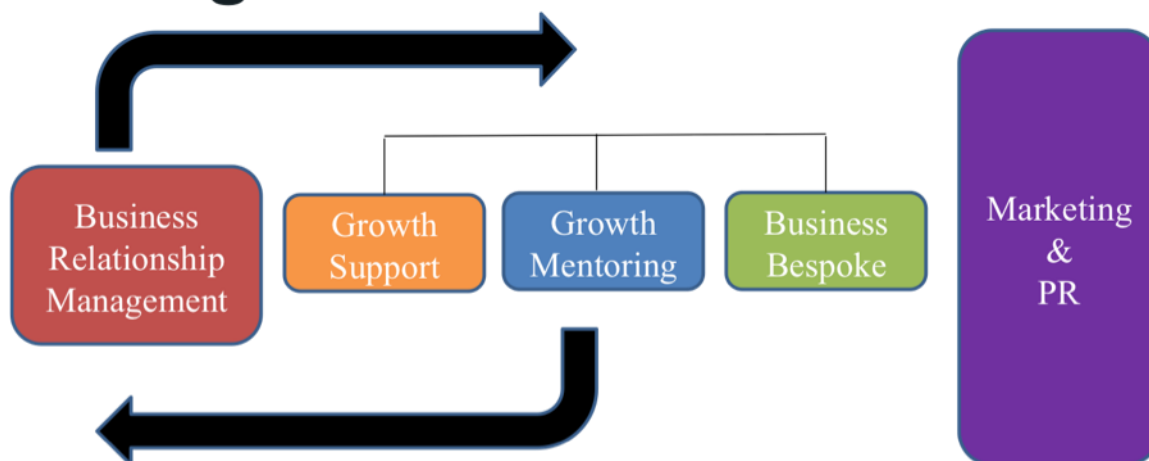 Business
Relationship
Management
Growth
Support
Growth
Mentoring
Business
Bespoke
Marketing
&
PR